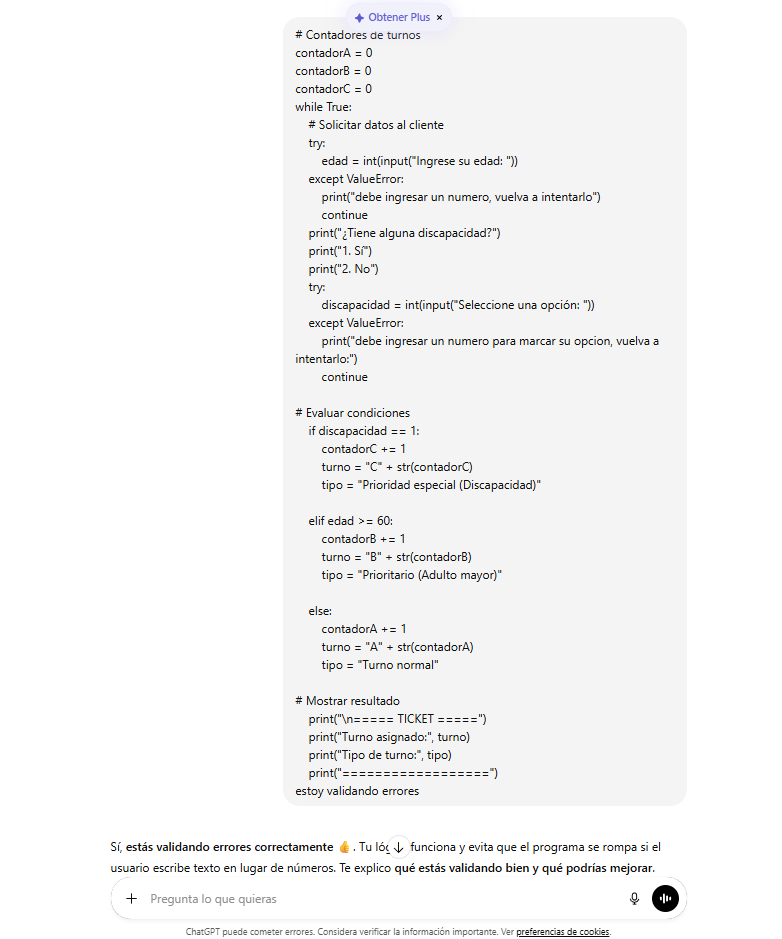 Obtener Plus ×
# Contadores de turnos
contadorA = 0
contadorB = 0
contadorC = 0
while True:
    # Solicitar datos al cliente
    try:
        edad = int(input("Ingrese su edad: "))
    except ValueError:
        print("debe ingresar un numero, vuelva a intentarlo")
        continue
    print("¿Tiene alguna discapacidad?")
    print("1. Sí")
    print("2. No")
    try:
        discapacidad = int(input("Seleccione una opción: "))
    except ValueError:
        print("debe ingresar un numero para marcar su opcion, vuelva a
intentarlo:")
        continue
# Evaluar condiciones
    if discapacidad == 1:
        contadorC += 1
        turno = "C" + str(contadorC)
        tipo = "Prioridad especial (Discapacidad)"
    elif edad >= 60:
        contadorB += 1
        turno = "B" + str(contadorB)
        tipo = "Prioritario (Adulto mayor)"
    else:
        contadorA += 1
        turno = "A" + str(contadorA)
        tipo = "Turno normal"
# Mostrar resultado
    print("\n===== TICKET =====")
    print("Turno asignado:", turno)
    print("Tipo de turno:", tipo)
    print("==================")
estoy validando errores
Sí, estás validando errores correctamente 👍. Tu funciona y evita que el programa se rompa si el
usuario escribe texto en lugar de números. Te explico qué estás validando bien y qué podrías mejorar.
Pregunta lo que quieras
ChatGPT puede cometer errores. Considera verificar la información importante. Ver preferencias de cookies.